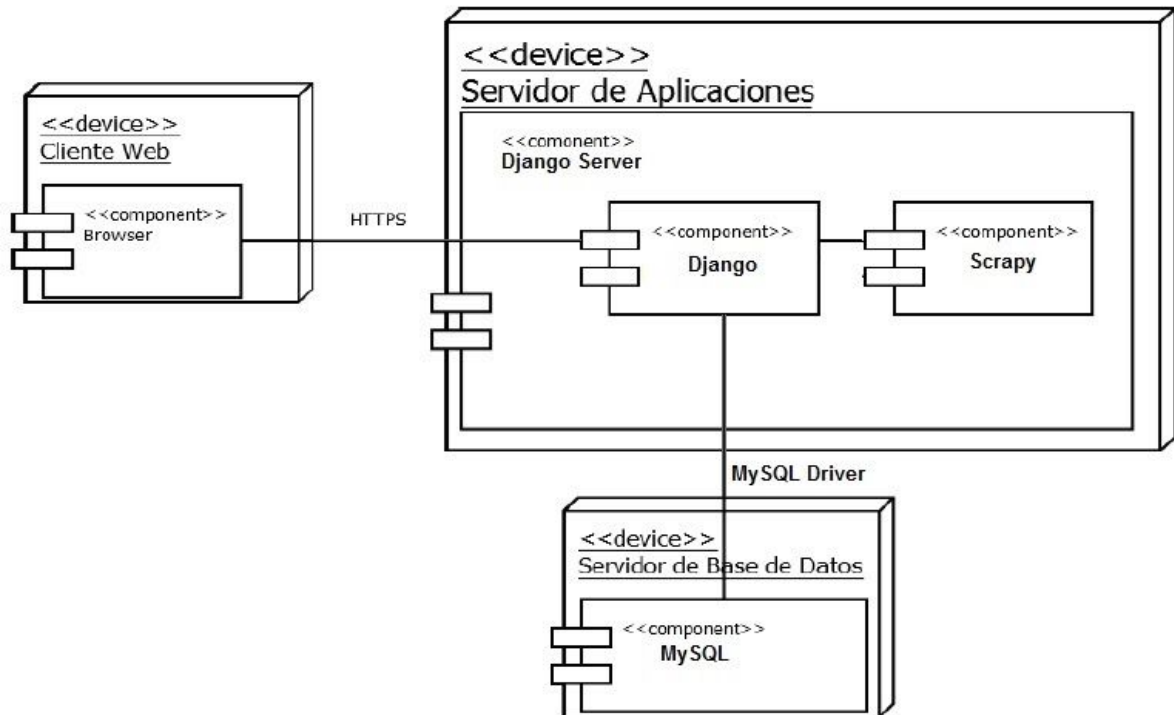 <<device>>
Cliente Web
<<component>>
Browser
HTTPS
<<device>>
Servidor de Aplicaciones
<<comonent>>
Django Server
<<component>>
Django
<<component>>
Scrapy
MySQL Driver
<<device>>
Servidor de Base de Datos
<<component>>
MySQL